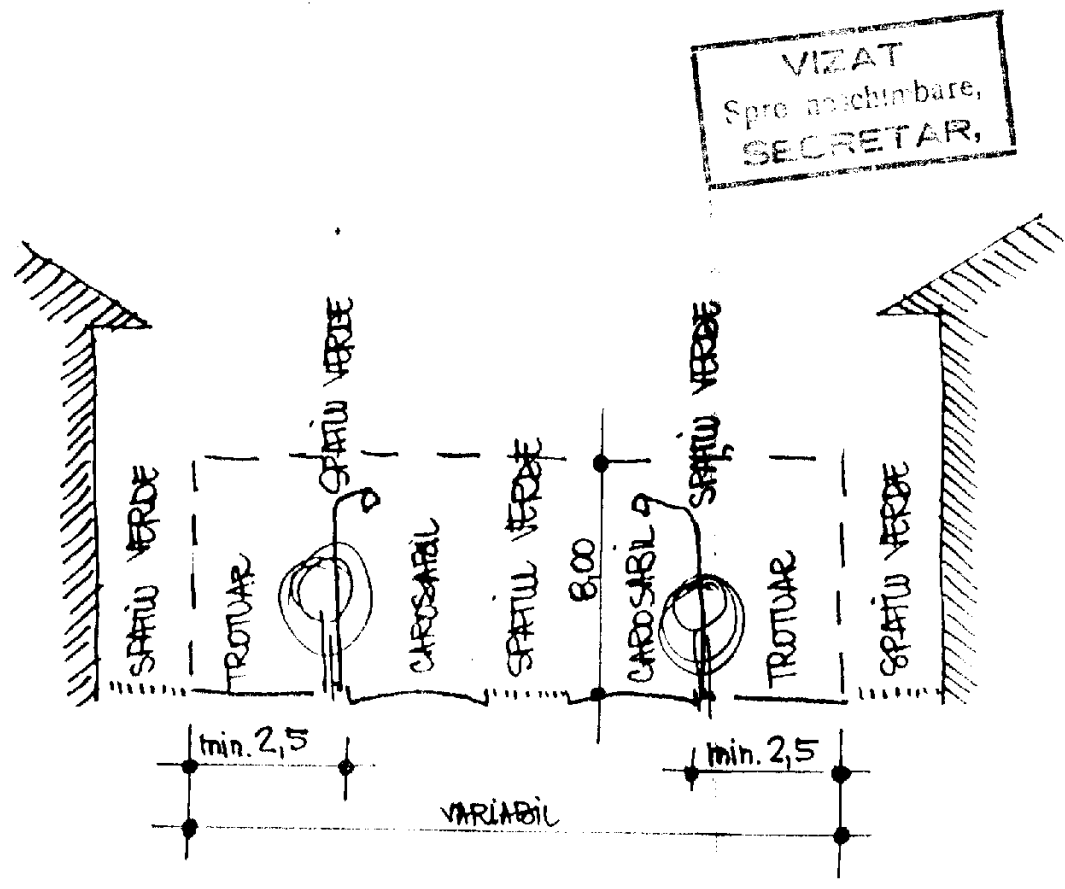 VIZAT
Spre neschimbare,
SECRETAR,
SPAȚIU VERDE
TROTUAR
SPAȚIU VERDE
CAROSABIL
SPAȚIU VERDE
8,00
CAROSABIL
SPAȚIU VERDE
TROTUAR
SPAȚIU VERDE
min. 2,5
min. 2,5
VARIABIL